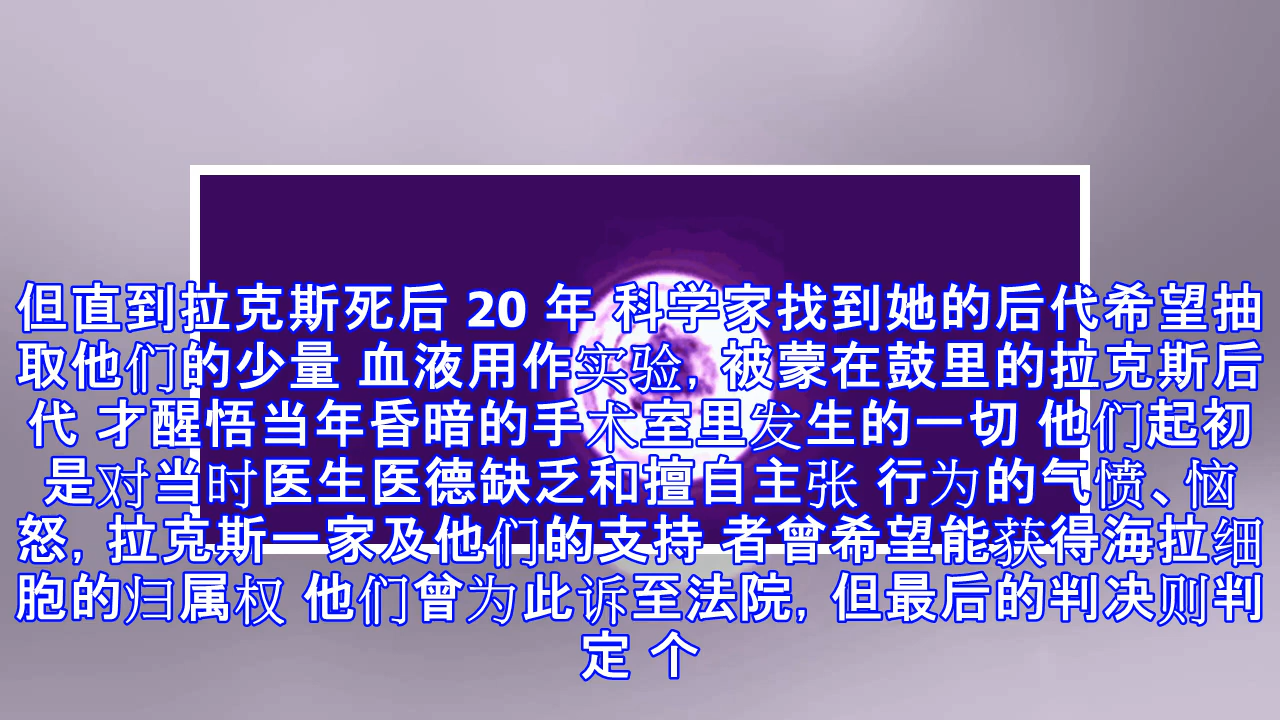 但直到拉克斯死后 20 年 科学家找到她的后代希望抽
取他们的少量 血液用作实验, 被蒙在鼓里的拉克斯后
代 才醒悟当年昏暗的手术室里发生的一切 他们起初
是对当时医生医德缺乏和擅自主张 行为的气愤、恼
怒, 拉克斯一家及他们的支持 者曾希望能获得海拉细
胞的归属权 他们曾为此诉至法院, 但最后的判决则判
定 个